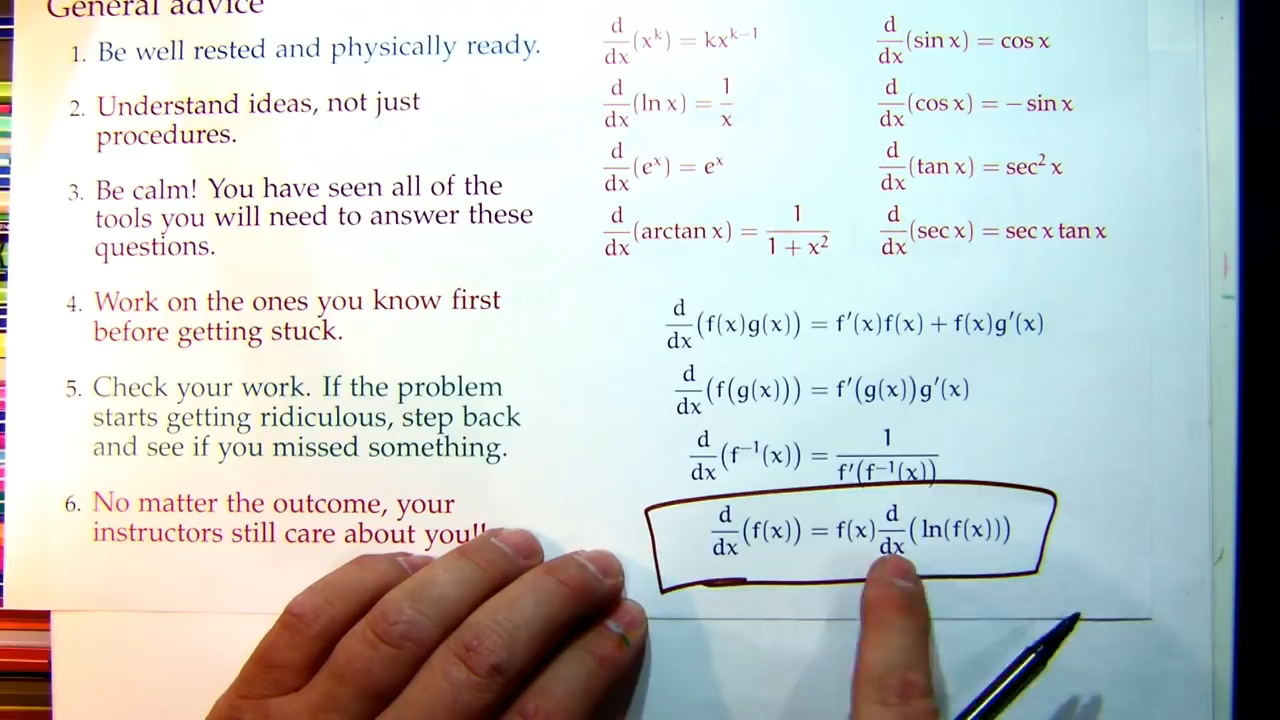 General advice
1. Be well rested and physically ready.
2. Understand ideas, not just
procedures.
3. Be calm! You have seen all of the
tools you will need to answer these
questions.
4. Work on the ones you know first
before getting stuck.
5. Check your work. If the problem
starts getting ridiculous, step back
and see if you missed something.
6. No matter the outcome, your
instructors still care about you!!
d/dx (x^k) = kx^(k−1)
d/dx (ln x) = 1/x
d/dx (e^x) = e^x
d/dx (arctan x) = 1/(1 + x²)
d/dx (sin x) = cos x
d/dx (cos x) = − sin x
d/dx (tan x) = sec² x
d/dx (sec x) = sec x tan x
d/dx (f(x)g(x)) = f′(x)f(x) + f(x)g′(x)
d/dx (f(g(x))) = f′(g(x))g′(x)
d/dx (f⁻¹(x)) = 1/(f′(f⁻¹(x)))
d/dx (f(x)) = f(x) d/dx (ln(f(x)))